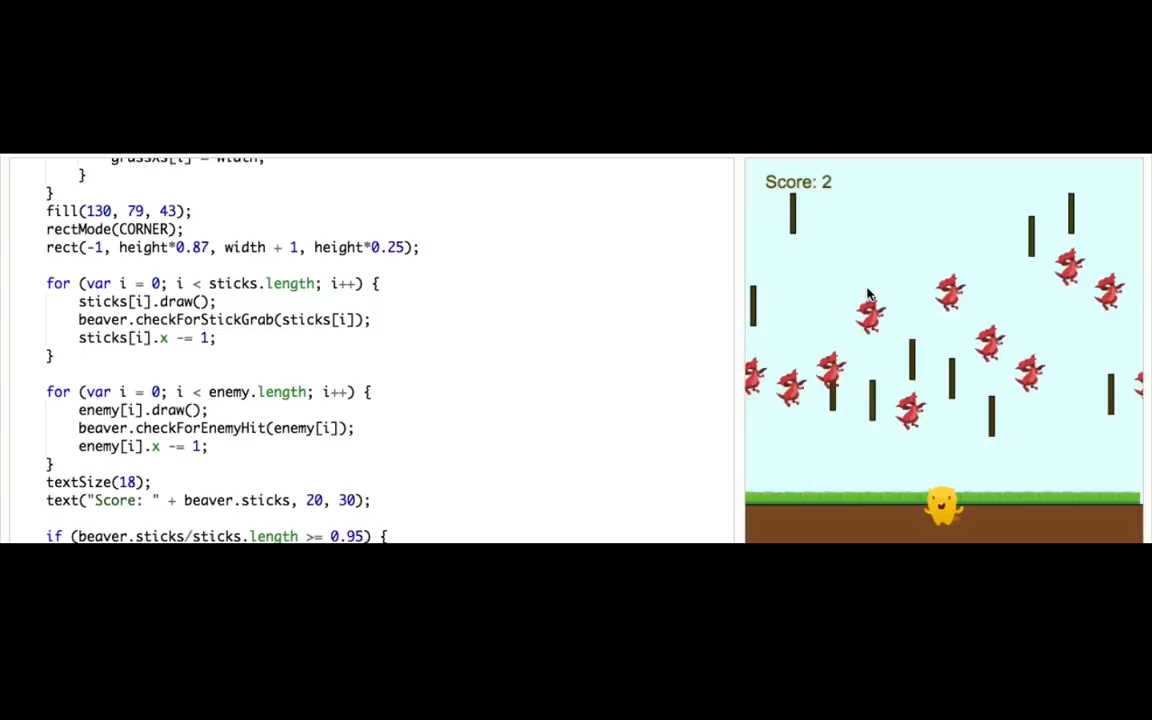 grassXs[i] = width;
}
}
fill(130, 79, 43);
rectMode(CORNER);
rect(-1, height*0.87, width + 1, height*0.25);
for (var i = 0; i < sticks.length; i++) {
sticks[i].draw();
beaver.checkForStickGrab(sticks[i]);
sticks[i].x -= 1;
}
for (var i = 0; i < enemy.length; i++) {
enemy[i].draw();
beaver.checkForEnemyHit(enemy[i]);
enemy[i].x -= 1;
}
textSize(18);
text("Score: " + beaver.sticks, 20, 30);
if (beaver.sticks/sticks.length >= 0.95) {
Score: 2